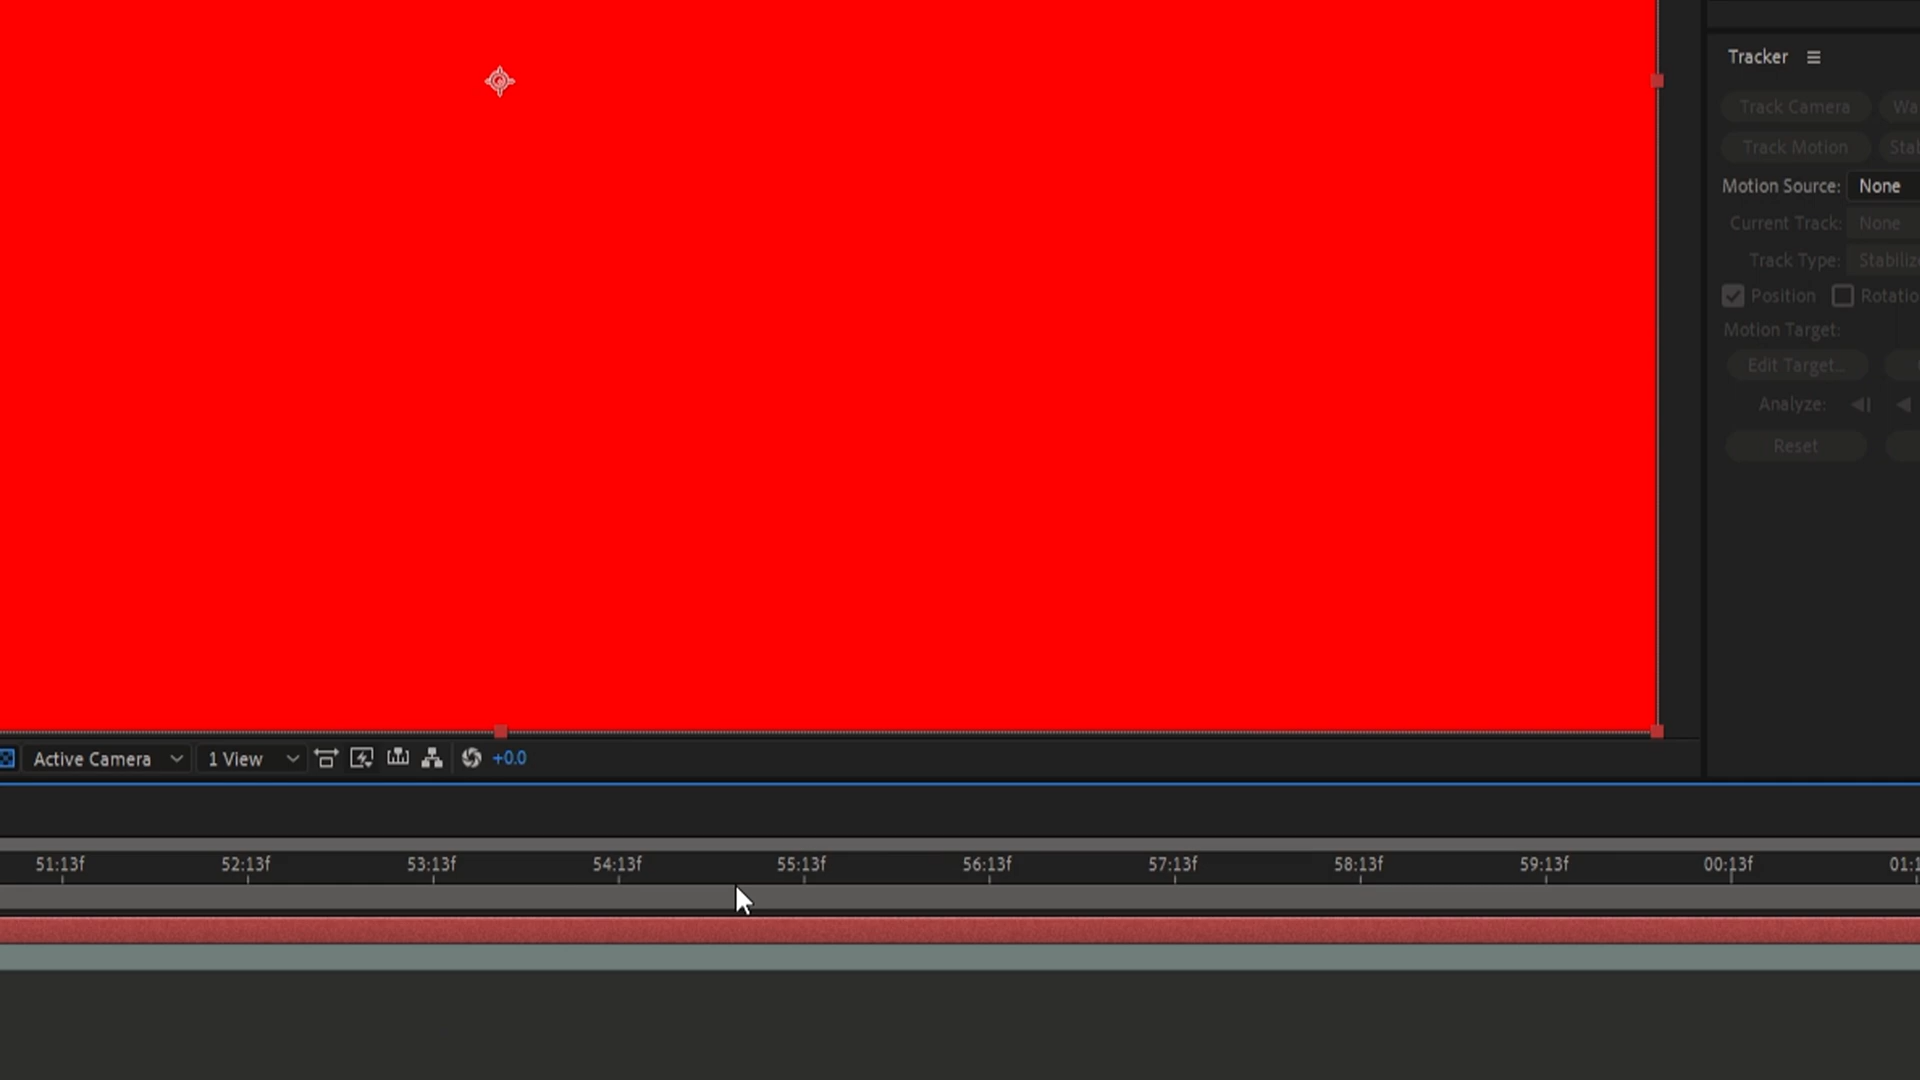 Tracker
Track Camera Wa
Track Motion Stab
Motion Source: None
Current Track: None
Track Type: Stabiliz
Position Rotatio
Motion Target:
Edit Target...
Analyze:
Reset
Active Camera 1 View +0.0
51:13f 52:13f 53:13f 54:13f 55:13f 56:13f 57:13f 58:13f 59:13f 00:13f 01:1